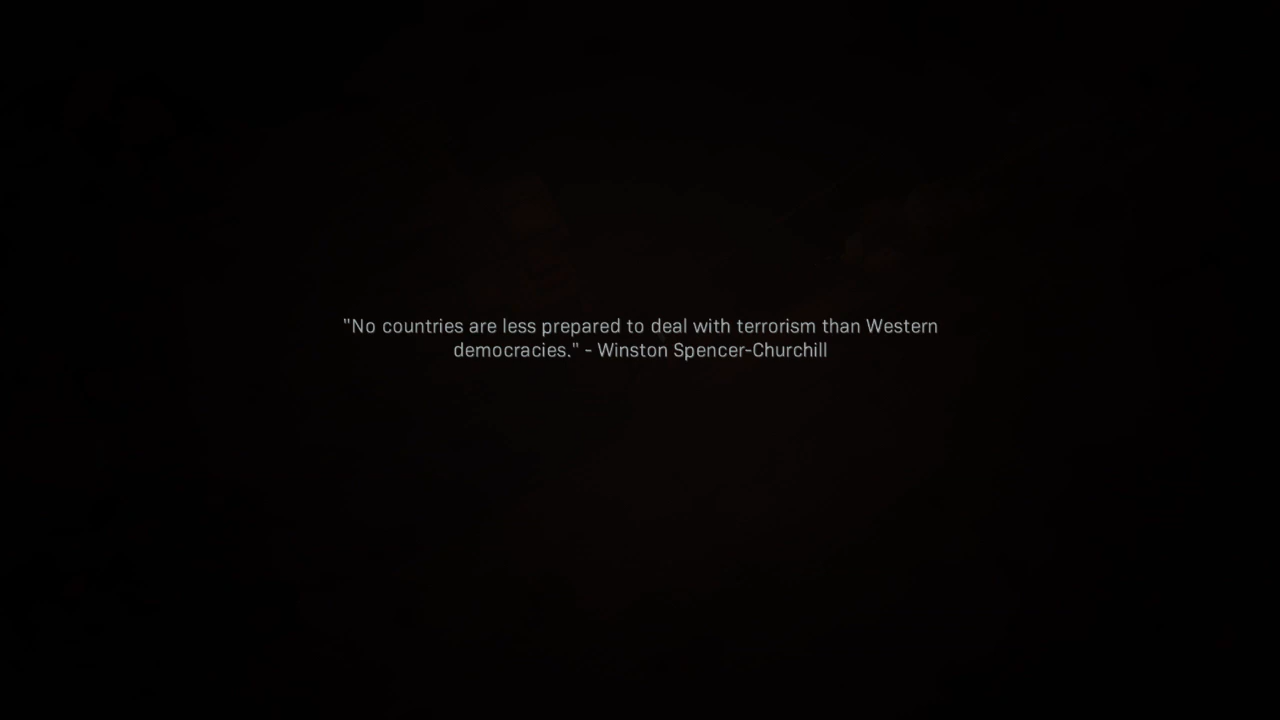 "No countries are less prepared to deal with terrorism than Western
democracies." - Winston Spencer-Churchill